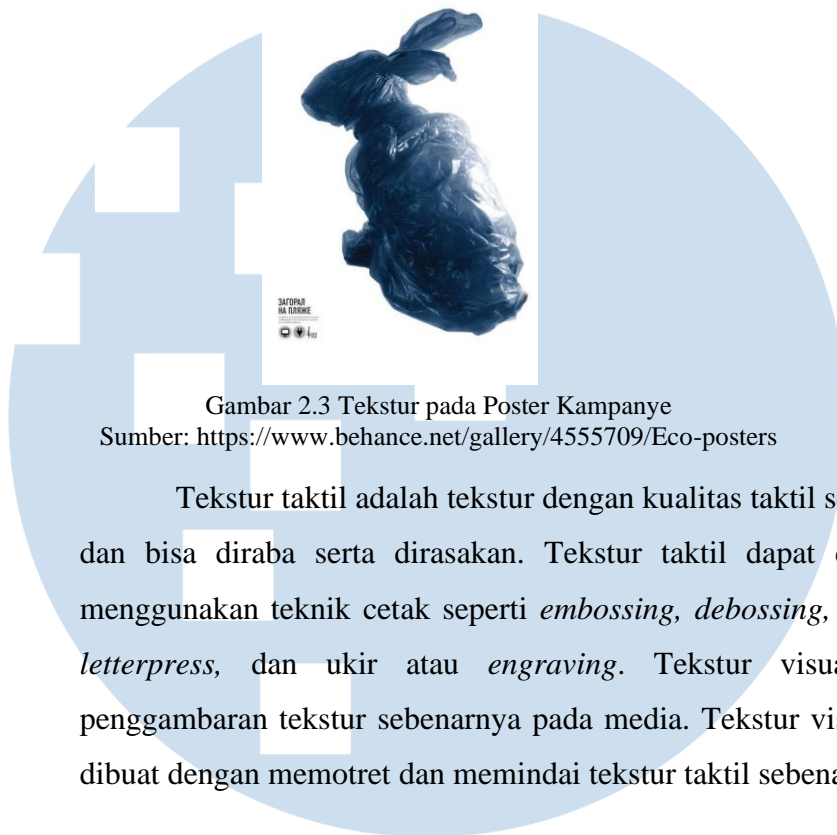 ЗАГОРАЛ
НА ПЛЯЖЕ
Gambar 2.3 Tekstur pada Poster Kampanye
Sumber: https://www.behance.net/gallery/4555709/Eco-posters
Tekstur taktil adalah tekstur dengan kualitas taktil
dan bisa diraba serta dirasakan. Tekstur taktil dapat
menggunakan teknik cetak seperti embossing, debossing,
letterpress, dan ukir atau engraving. Tekstur
penggambaran tekstur sebenarnya pada media. Tekstur
dibuat dengan memotret dan memindai tekstur taktil